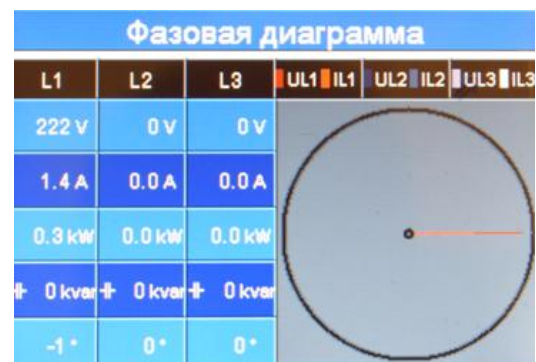 Фазовая диаграмма
L1 L2 L3 UL1 IL1 UL2 IL2 UL3 IL3
222 V 0 V 0 V
1.4 A 0.0 A 0.0 A
0.3 kW 0.0 kW 0.0 kW
0 kvar 0 kvar 0 kvar
-1 ° 0 ° 0 °